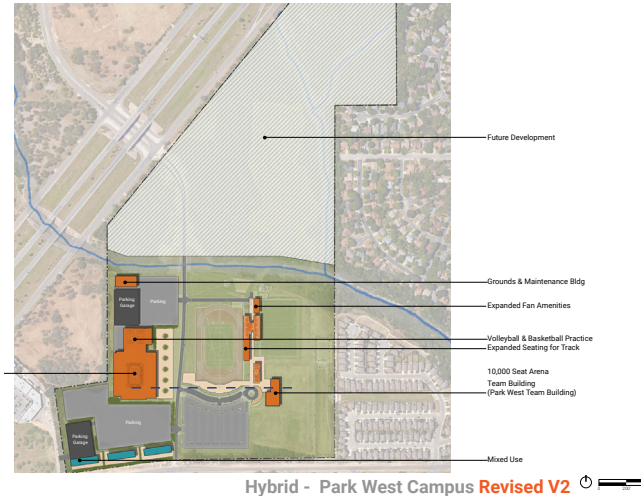 Future Development
Grounds & Maintenance Bldg
Parking
Garage
Parking
Expanded Fan Amenities
Volleyball & Basketball Practice
Expanded Seating for Track
10,000 Seat Arena
Team Building
(Park West Team Building)
Parking
Parking
Garage
Mixed Use
Hybrid - Park West Campus Revised V2